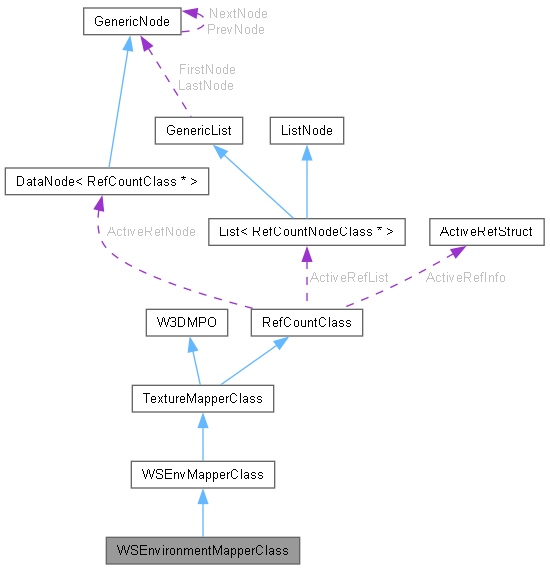 GenericNode
NextNode
PrevNode
FirstNode
LastNode
GenericList
ListNode
DataNode< RefCountClass * >
List< RefCountNodeClass * >
ActiveRefStruct
ActiveRefNode
ActiveRefList
ActiveRefInfo
W3DMPO
RefCountClass
TextureMapperClass
WSEnvMapperClass
WSEnvironmentMapperClass